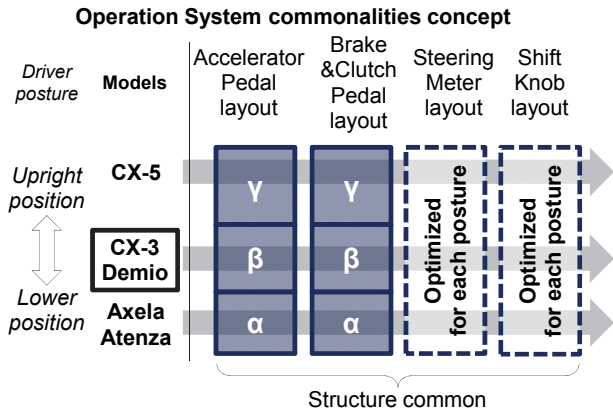 Operation System commonalities concept
Driver
posture
Models
Accelerator
Pedal
layout
Brake
&Clutch
Pedal
layout
Steering
Meter
layout
Shift
Knob
layout
Upright
position
CX-5
γ
γ
Optimized
for each posture
Optimized
for each posture
CX-3
Demio
β
β
Lower
position
Axela
Atenza
α
α
Structure common